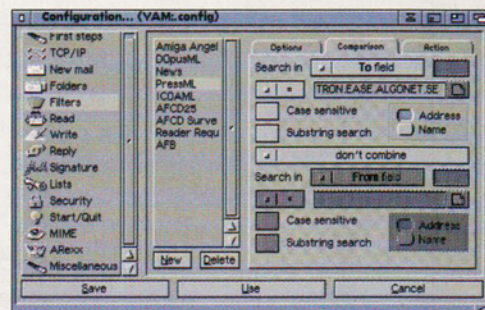 Configuration... (YAM:.config)
First steps
TCP/IP
New mail
Folders
Filters
Read
Write
Reply
Signature
Lists
Security
Start/Quit
MIME
ARexx
Miscellaneous
Amiga Angel
DOpusML
News
PressML
ICOAML
AFCD25
AFCD Surve
Reader Requ
AFB
New
Delete
Options
Comparison
Action
Search in
To field
=
TRON.EASE.ALGONET.SE
Case sensitive
Substring search
Address
Name
don't combine
Search in
From field
Case sensitive
Substring search
Address
Name
Save
Use
Cancel